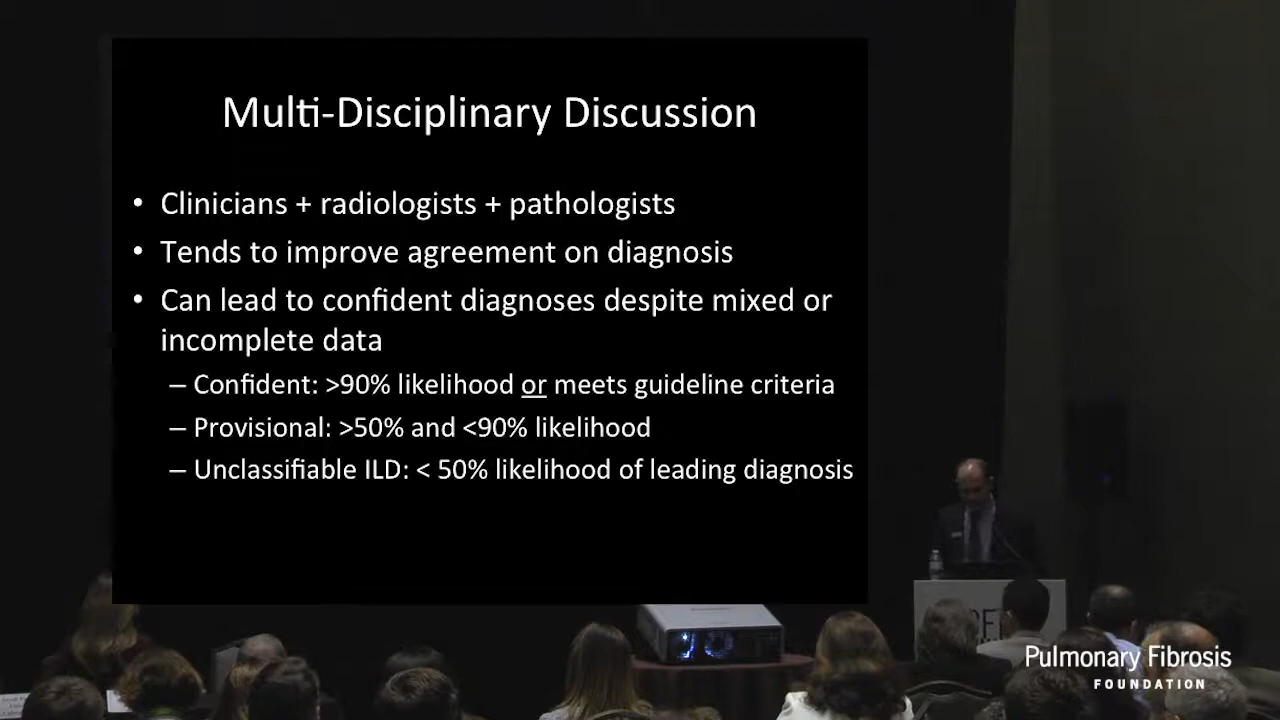 Multi-Disciplinary Discussion
• Clinicians + radiologists + pathologists
• Tends to improve agreement on diagnosis
• Can lead to confident diagnoses despite mixed or
incomplete data
– Confident: >90% likelihood or meets guideline criteria
– Provisional: >50% and <90% likelihood
– Unclassifiable ILD: < 50% likelihood of leading diagnosis
Pulmonary Fibrosis
FOUNDATION